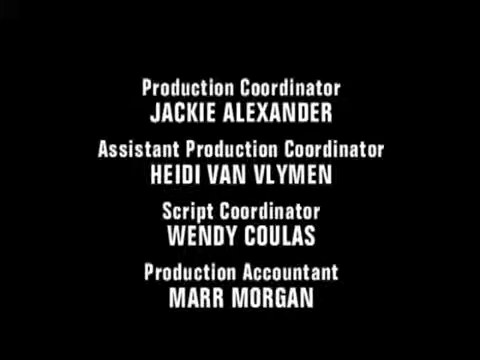 Production Coordinator
JACKIE ALEXANDER
Assistant Production Coordinator
HEIDI VAN VLYMEN
Script Coordinator
WENDY COULAS
Production Accountant
MARR MORGAN